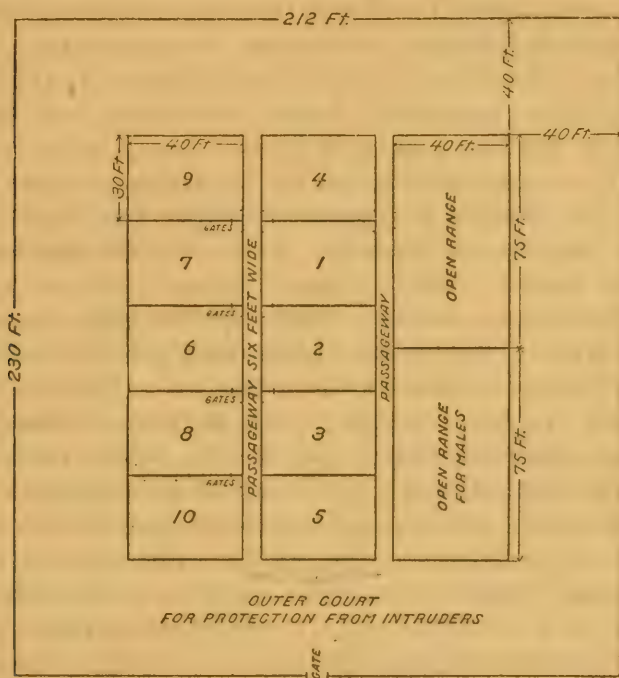 212 Ft.
40 Ft.
40 Ft.
40 Ft
40 Ft.
30 Ft
9
4
GATES
7
1
OPEN RANGE
75 Ft.
GATES
6
2
PASSAGEWAY SIX FEET WIDE
PASSAGEWAY
230 Ft.
GATES
8
3
OPEN RANGE
FOR MALES
75 Ft.
GATES
10
5
OUTER COURT
FOR PROTECTION FROM INTRUDERS
GATE